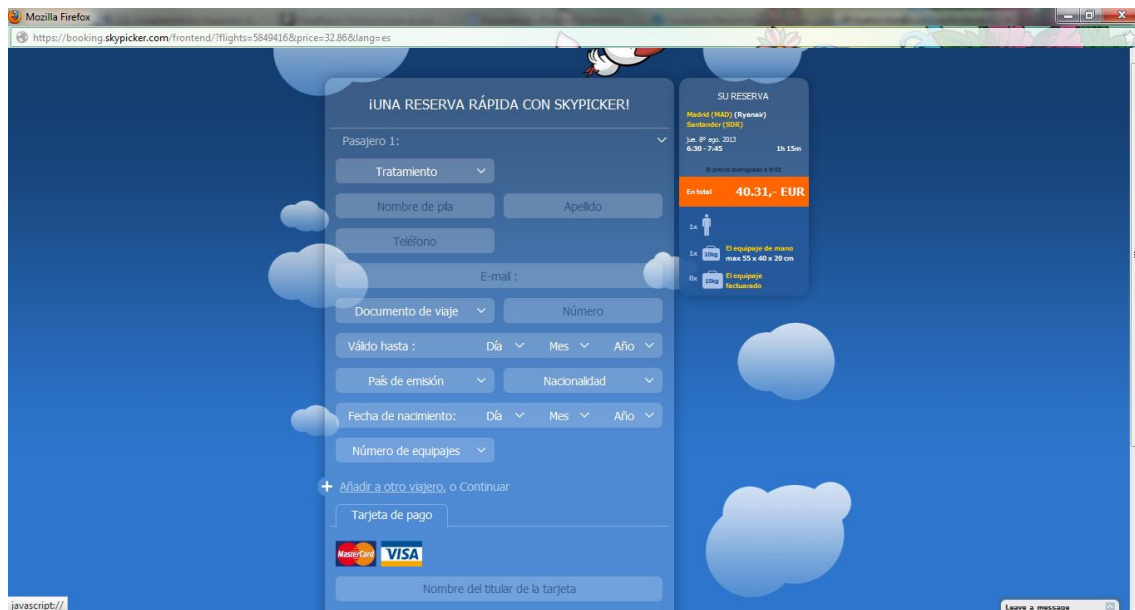 Mozilla Firefox
https://booking.skypicker.com/frontend/?flights=5849416&price=32.86&lang=es
¡UNA RESERVA RÁPIDA CON SKYPICKER!
Pasajero 1:
Tratamiento
Nombre de pila Apellido
Teléfono
E-mail :
Documento de viaje Número
Válido hasta : Día Mes Año
País de emisión Nacionalidad
Fecha de nacimiento: Día Mes Año
Número de equipajes
+ Añadir a otro viajero, o Continuar
Tarjeta de pago
MasterCard VISA
Nombre del titular de la tarjeta
SU RESERVA
Madrid (MAD) (Ryanair)
Santander (SDR)
jue. 8º ago. 2013
6:30 - 7:45 1h 15m
El precio averiguado e
En total 40.31,- EUR
1x
1x 10kg El equipaje de mano
max 55 x 40 x 20 cm
0x 15kg El equipaje
factuarado
javascript://
Leave a message